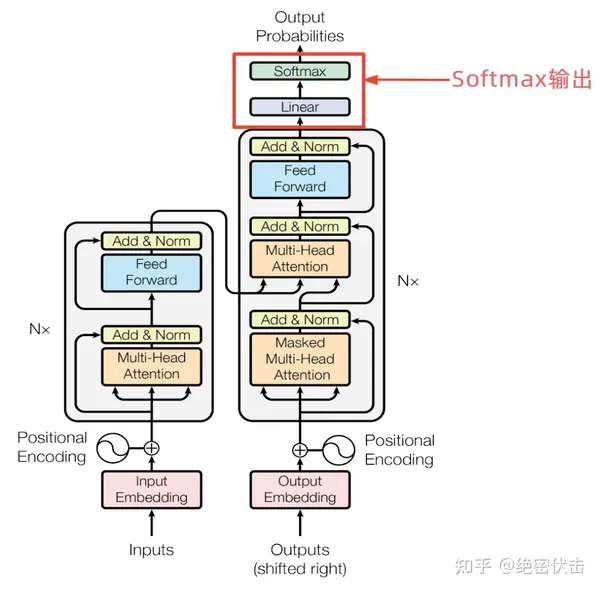 Output
Probabilities
Softmax
Softmax输出
Linear
Add & Norm
Feed
Forward
Add & Norm
Multi-Head
Attention
Add & Norm
Masked
Multi-Head
Attention
N×
Positional
Encoding
Output
Embedding
Outputs
(shifted right)
Add & Norm
Feed
Forward
Add & Norm
Multi-Head
Attention
N×
Positional
Encoding
Input
Embedding
Inputs
知乎 @绝密伏击